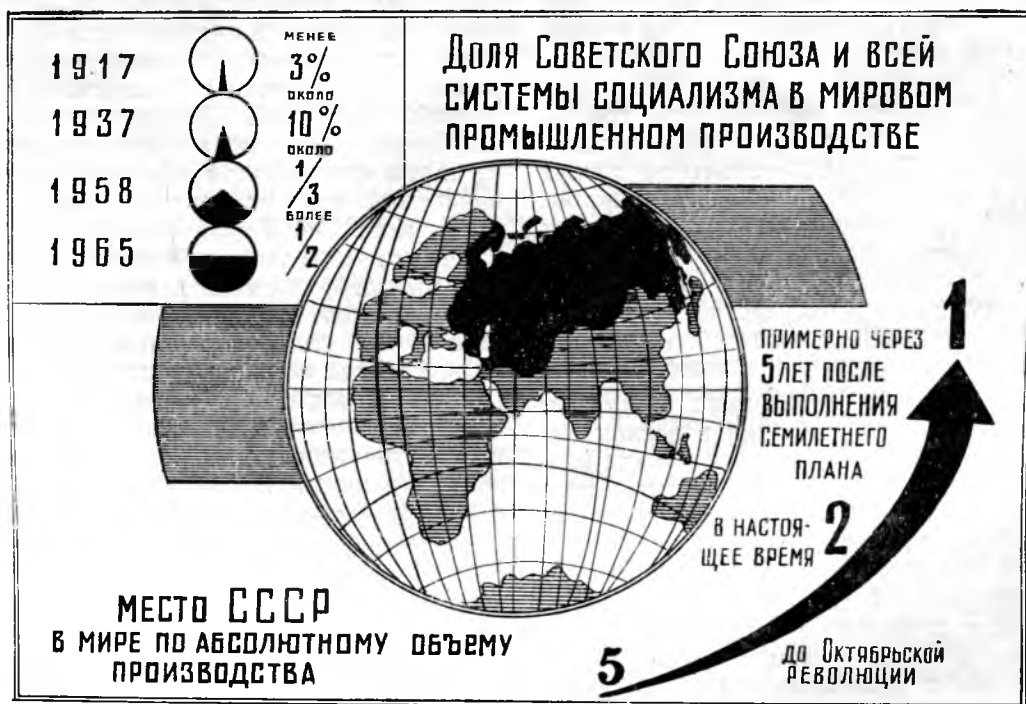 1917
МЕНЕЕ
3%
1937
ОКОЛО
10%
1958
ОКОЛО
1/3
1965
БОЛЕЕ
1/2
ДОЛЯ СОВЕТСКОГО СОЮЗА И ВСЕЙ
СИСТЕМЫ СОЦИАЛИЗМА В МИРОВОМ
ПРОМЫШЛЕННОМ ПРОИЗВОДСТВЕ
1
ПРИМЕРНО ЧЕРЕЗ
5 ЛЕТ ПОСЛЕ
ВЫПОЛНЕНИЯ
СЕМИЛЕТНЕГО
ПЛАНА
В НАСТОЯ-
ЩЕЕ ВРЕМЯ
2
МЕСТО СССР
В МИРЕ ПО АБСОЛЮТНОМУ ОБЪЕМУ
ПРОИЗВОДСТВА
5
ДО ОКТЯБРЬСКОЙ
РЕВОЛЮЦИИ